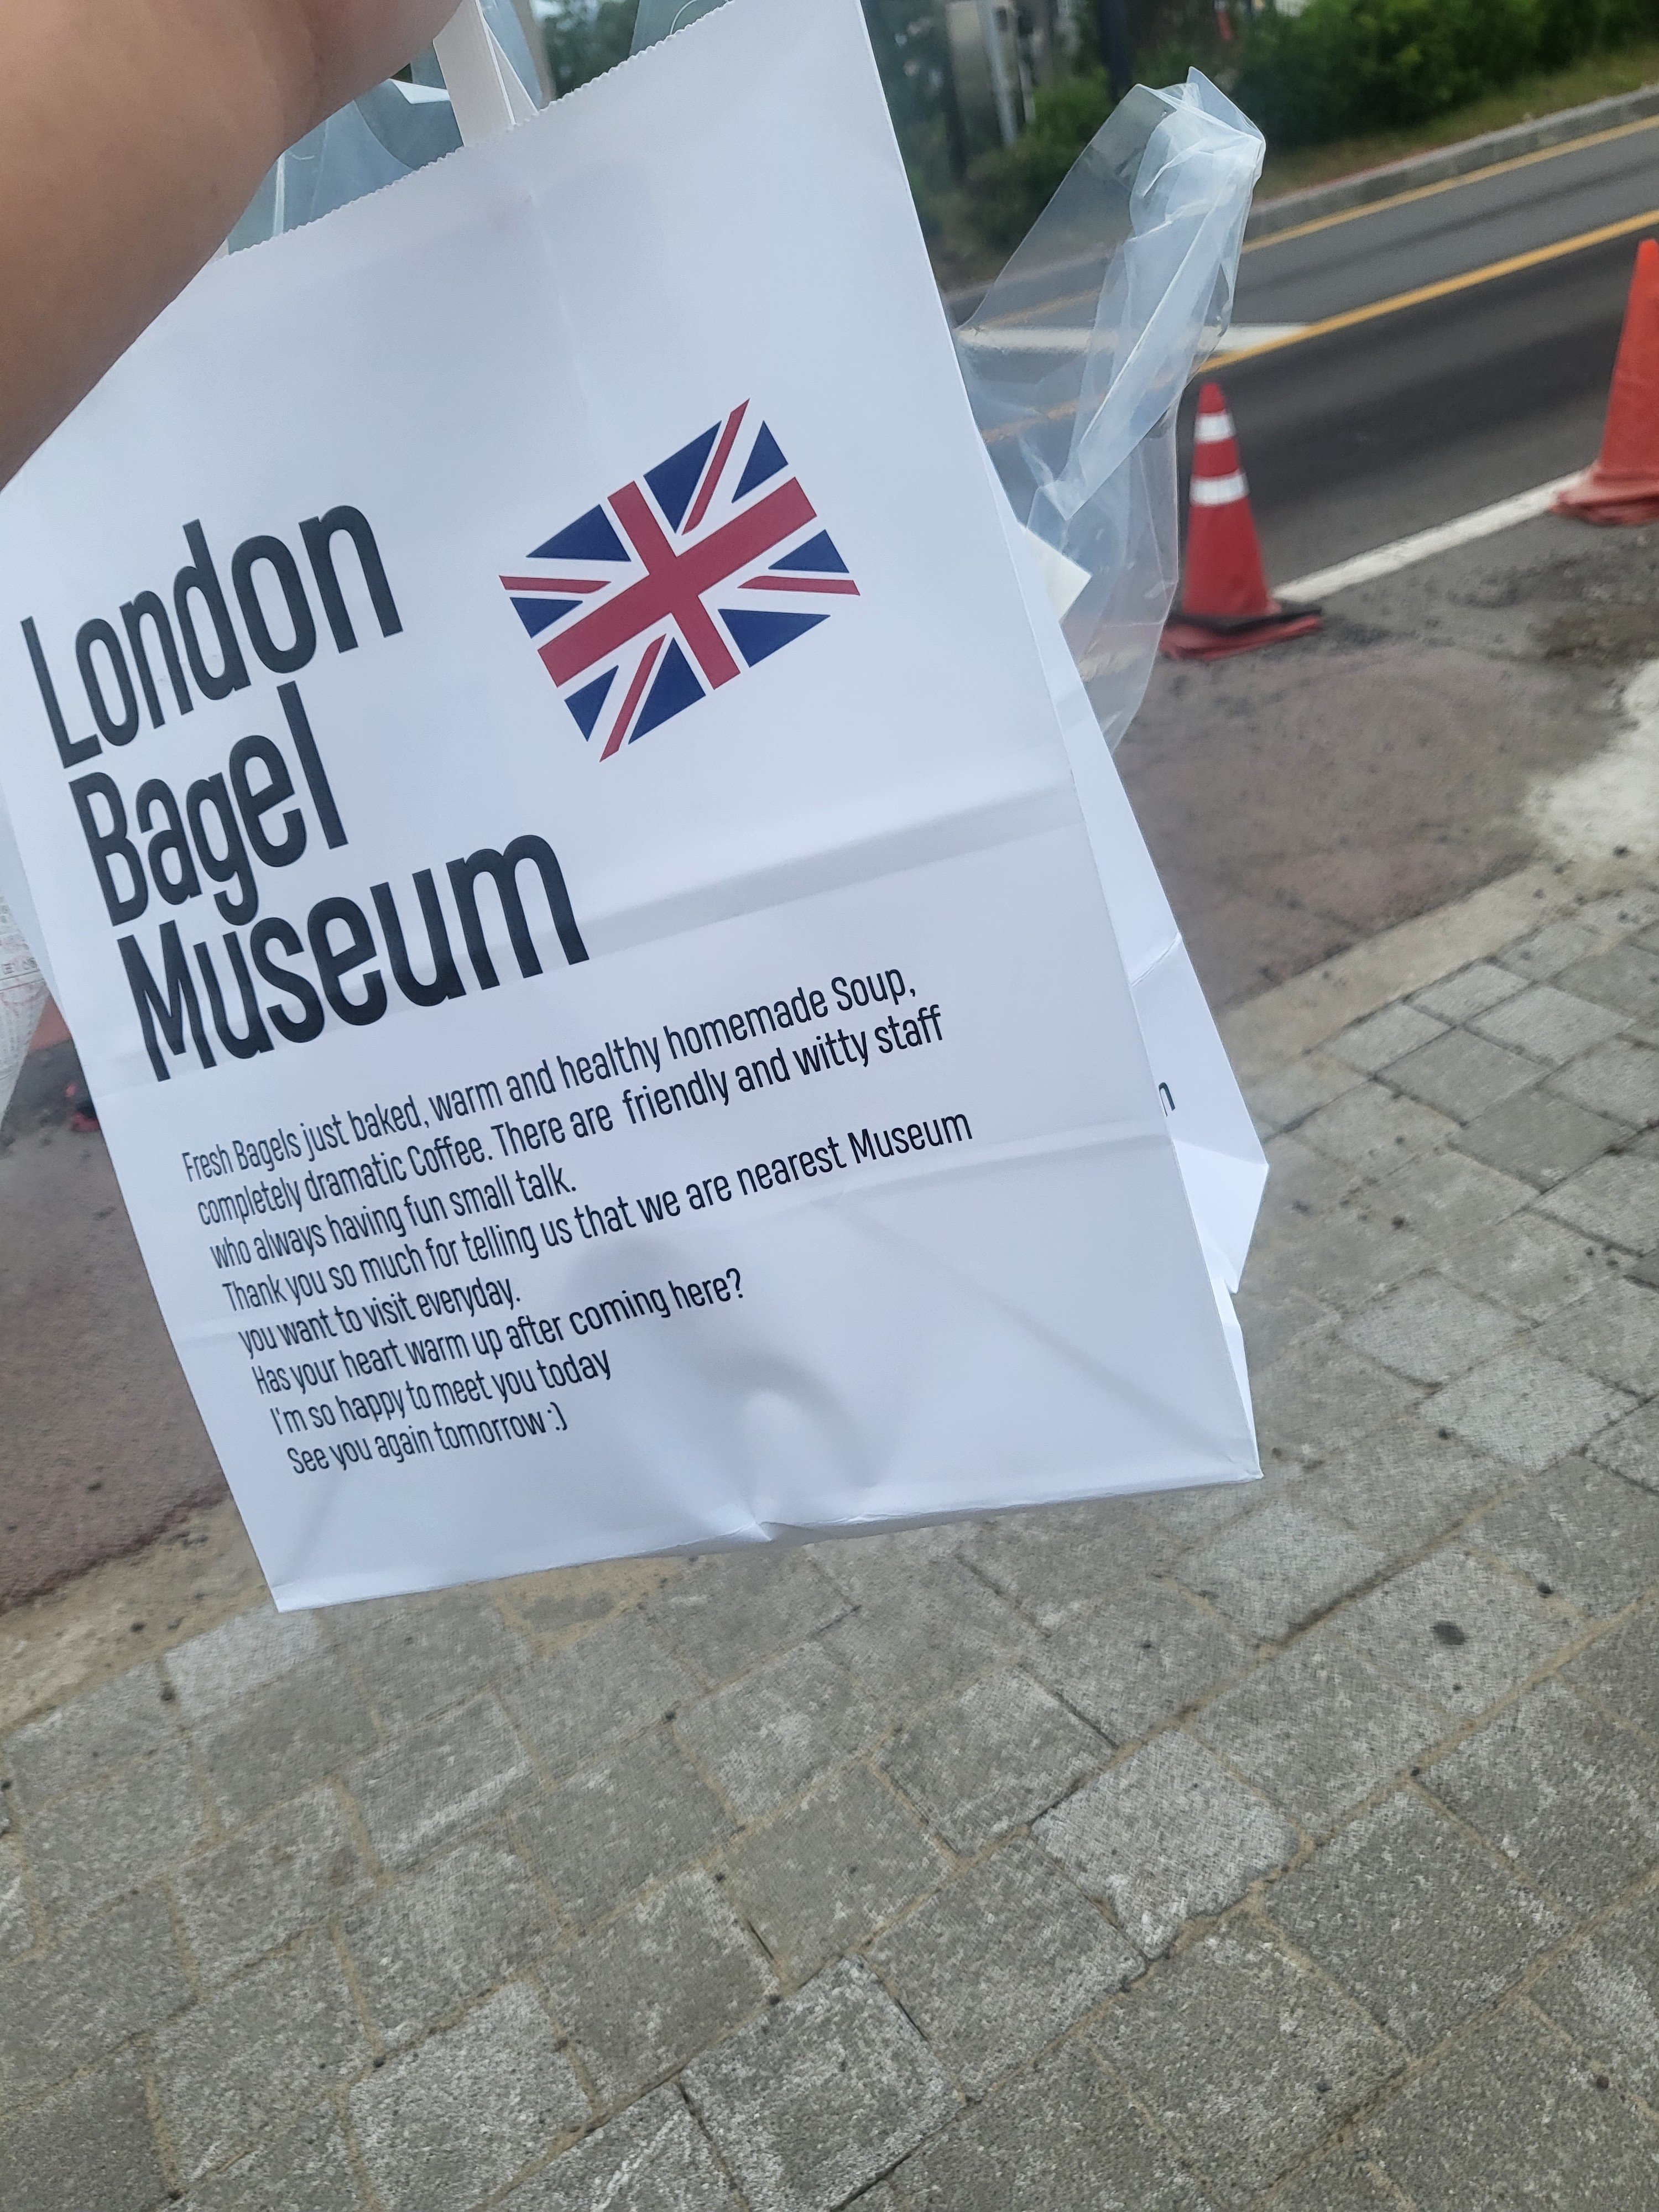 London
Bagel
Museum
Fresh Bagels just baked, warm and healthy homemade Soup,
completely dramatic Coffee. There are friendly and witty staff
who always having fun small talk.
Thank you so much for telling us that we are nearest Museum
you want to visit everyday.
Has your heart warm up after coming here?
I'm so happy to meet you today
See you again tomorrow :)